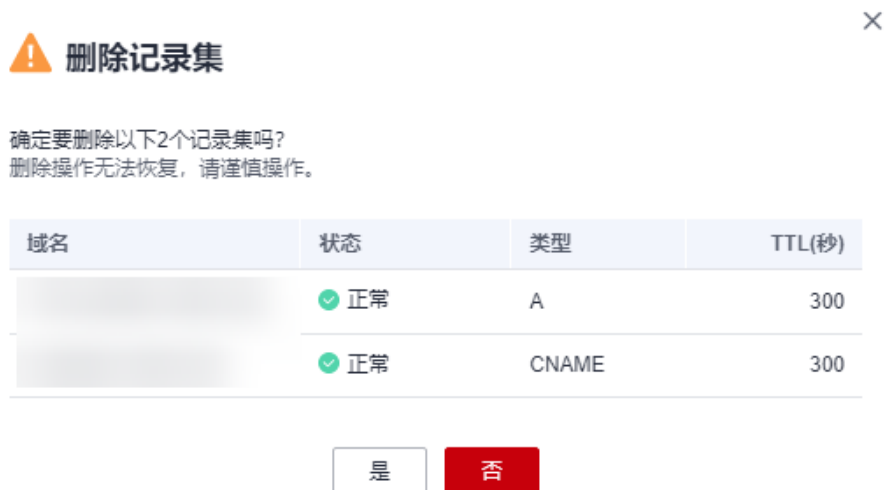 删除记录集
确定要删除以下2个记录集吗?
删除操作无法恢复，请谨慎操作。
域名 状态 类型 TTL(秒)
正常 A 300
正常 CNAME 300
是 否